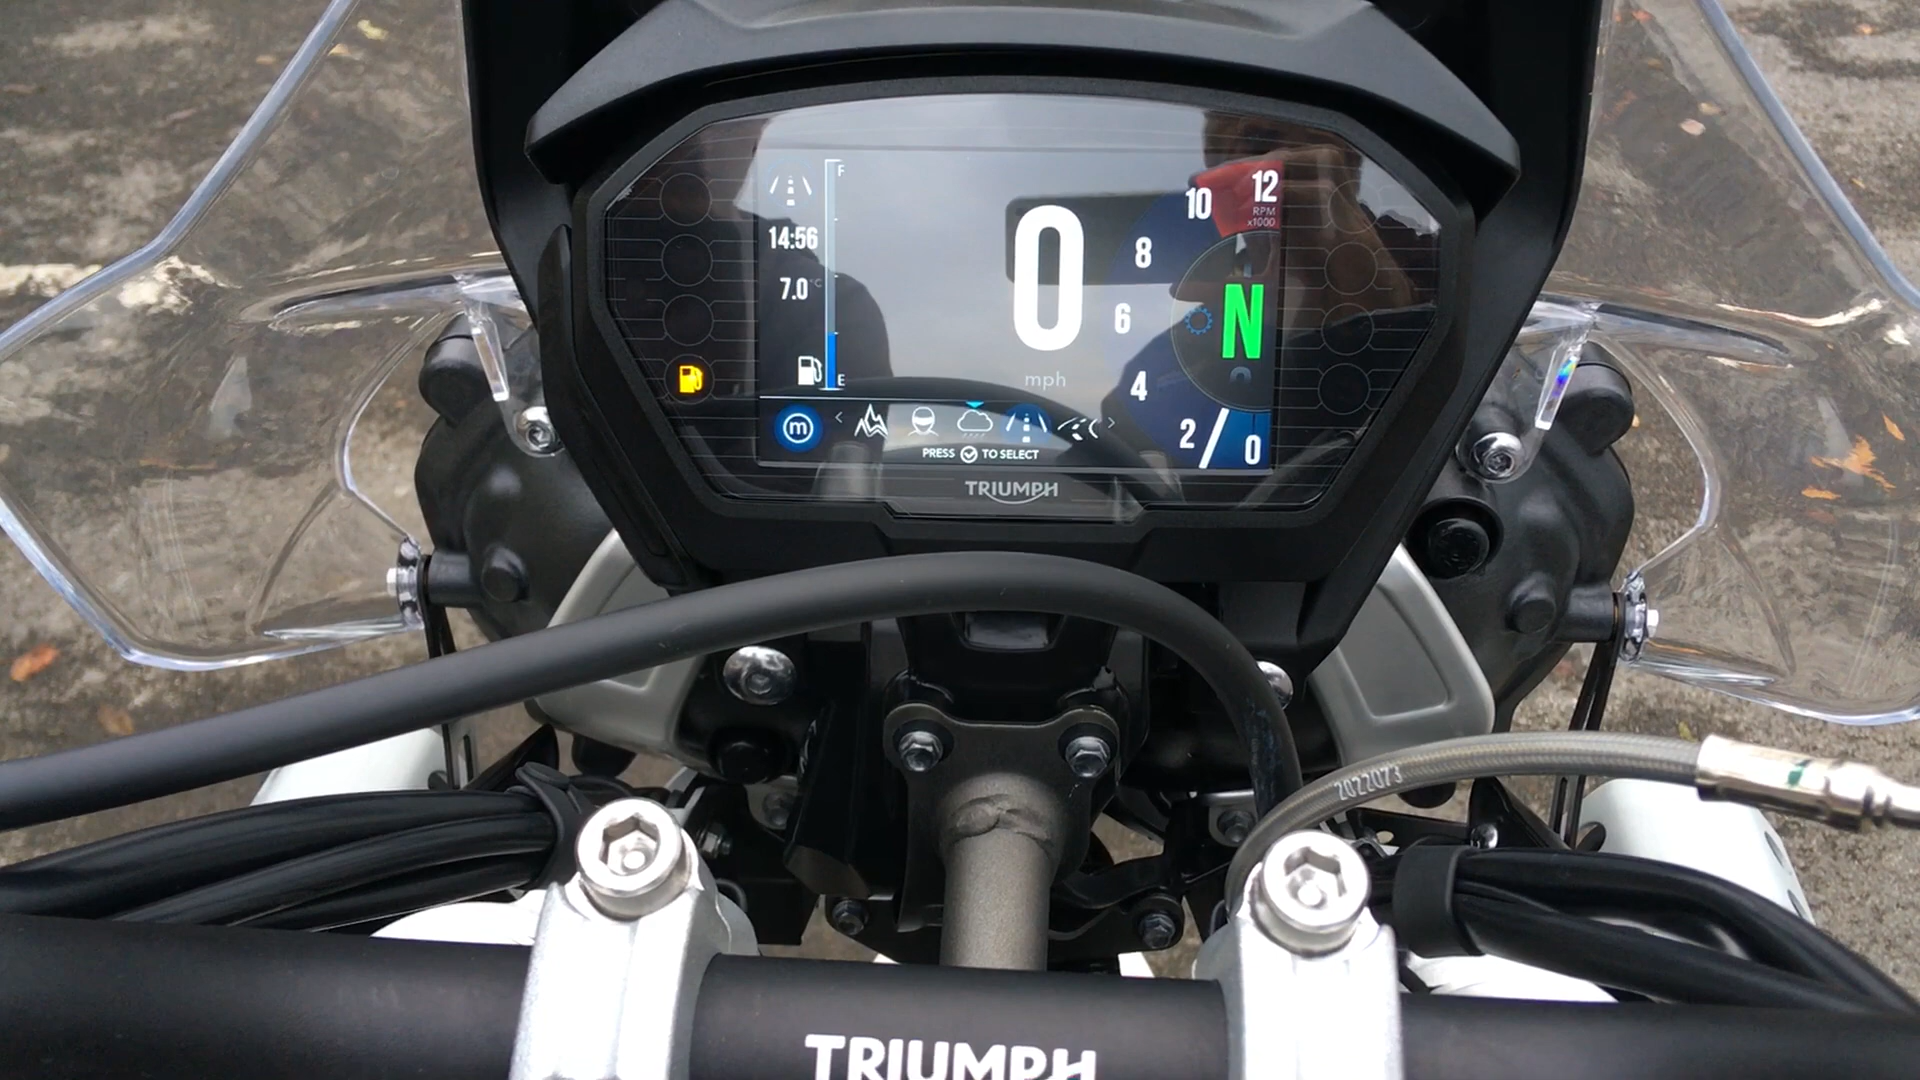 F
14:56
7.0 °C
E
0
mph
12
10
RPM
x1000
8
6
N
4
2
0
m
PRESS TO SELECT
TRIUMPH
2022073
TRIUMPH